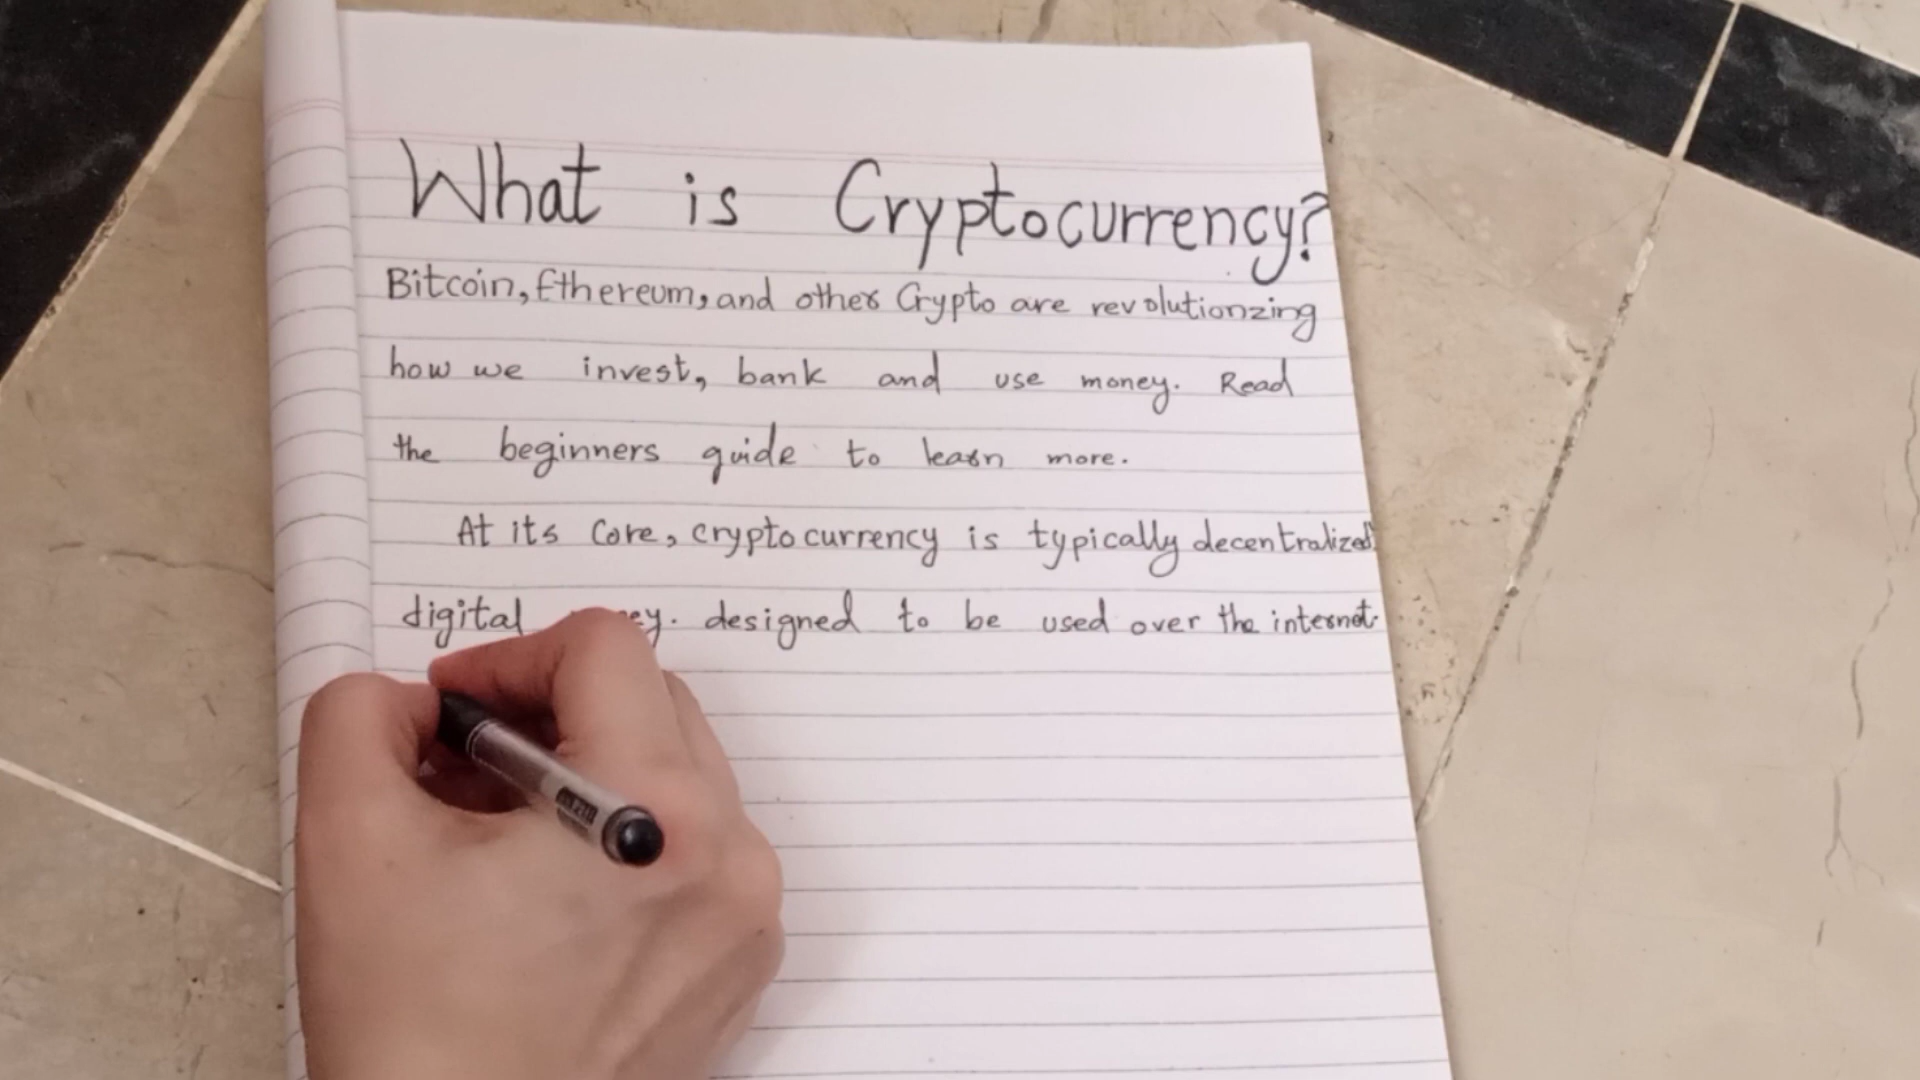 What is Cryptocurrency?
Bitcoin, Ethereum, and other Crypto are revolutionzing
how we invest, bank and use money. Read
the beginners guide to learn more.
At its Core, cryptocurrency is typically decentralized
digital designed to be used over the internet.